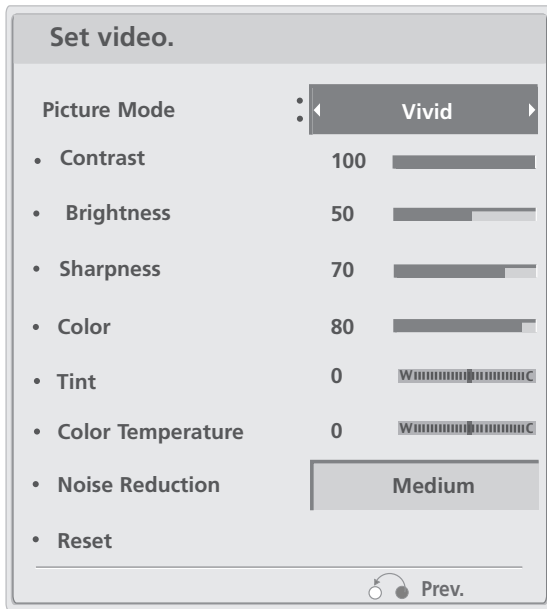 Set video.
Picture Mode : Vivid
• Contrast 100
• Brightness 50
• Sharpness 70
• Color 80
• Tint 0 W C
• Color Temperature 0 W C
• Noise Reduction Medium
• Reset
Prev.